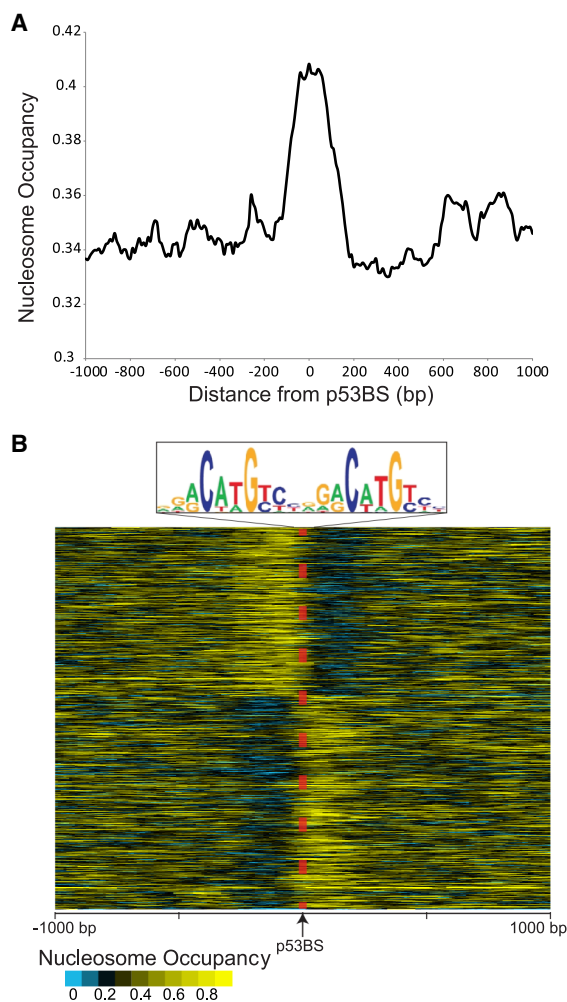 A
0.42
0.4
0.38
0.36
0.34
0.32
0.3
Nucleosome Occupancy
-1000 -800 -600 -400 -200 0 200 400 600 800 1000
Distance from p53BS (bp)
B
-1000 bp
p53BS
1000 bp
Nucleosome Occupancy
0 0.2 0.4 0.6 0.8